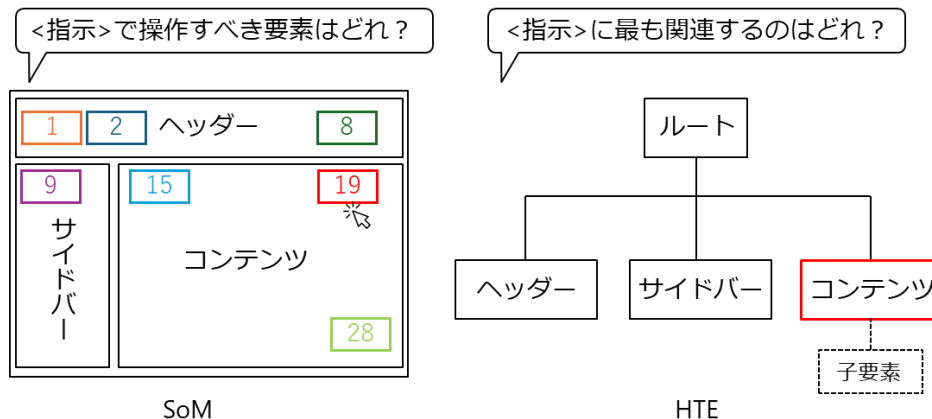 <指示>で操作すべき要素はどれ？
<指示>に最も関連するのはどれ？
1
2
ヘッダー
8
9
サイドバー
15
19
コンテンツ
28
SoM
ルート
ヘッダー
サイドバー
コンテンツ
子要素
HTE